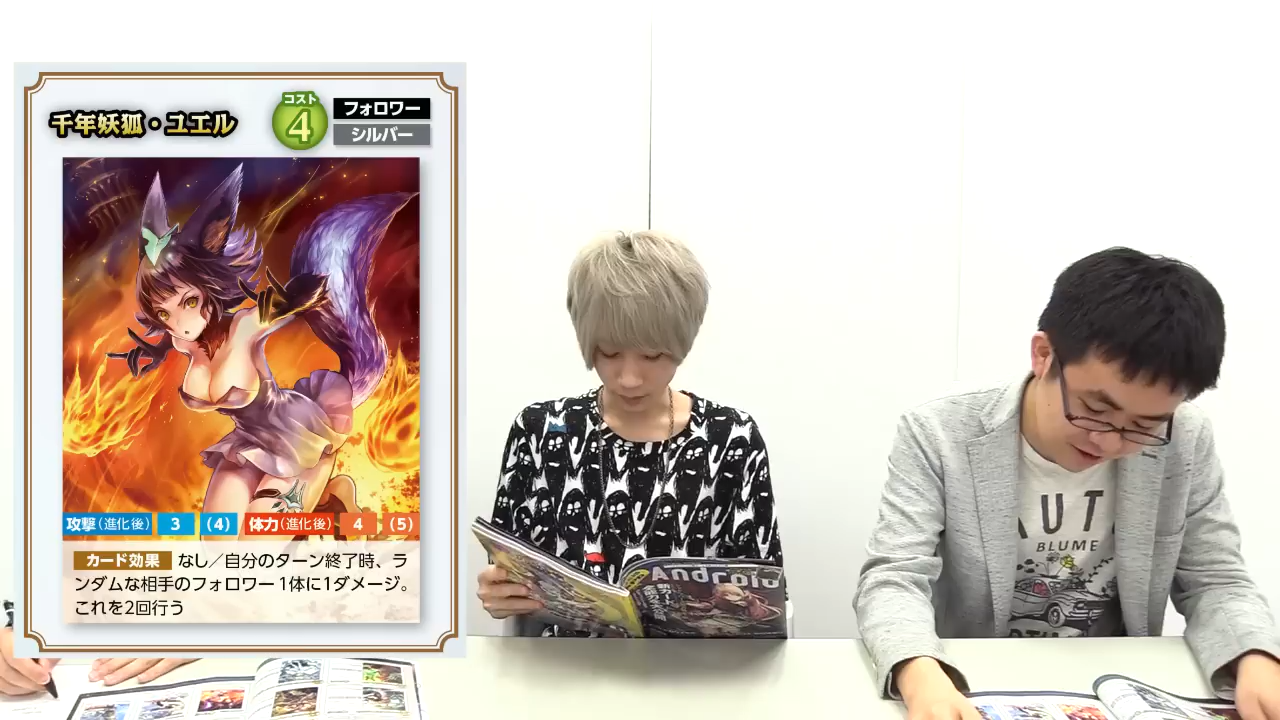 千年妖狐・ユエル
コスト
4
フォロワー
シルバー
攻撃(進化後) 3 (4) 体力(進化後) 4 (5)
カード効果 なし／自分のターン終了時、ラ
ンダムな相手のフォロワー1体に1ダメージ。
これを2回行う
Android
AUT
BLUME